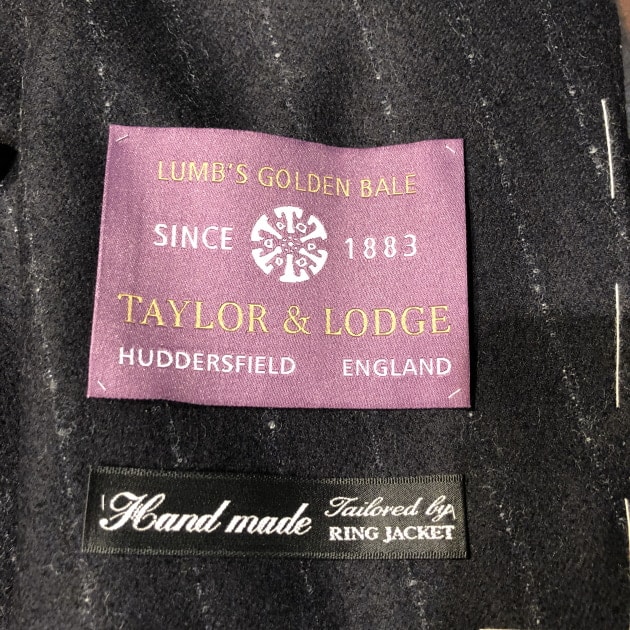 LUMB'S GOLDEN BALE
SINCE 1883
TAYLOR & LODGE
HUDDERSFIELD ENGLAND
Hand made Tailored by
RING JACKET